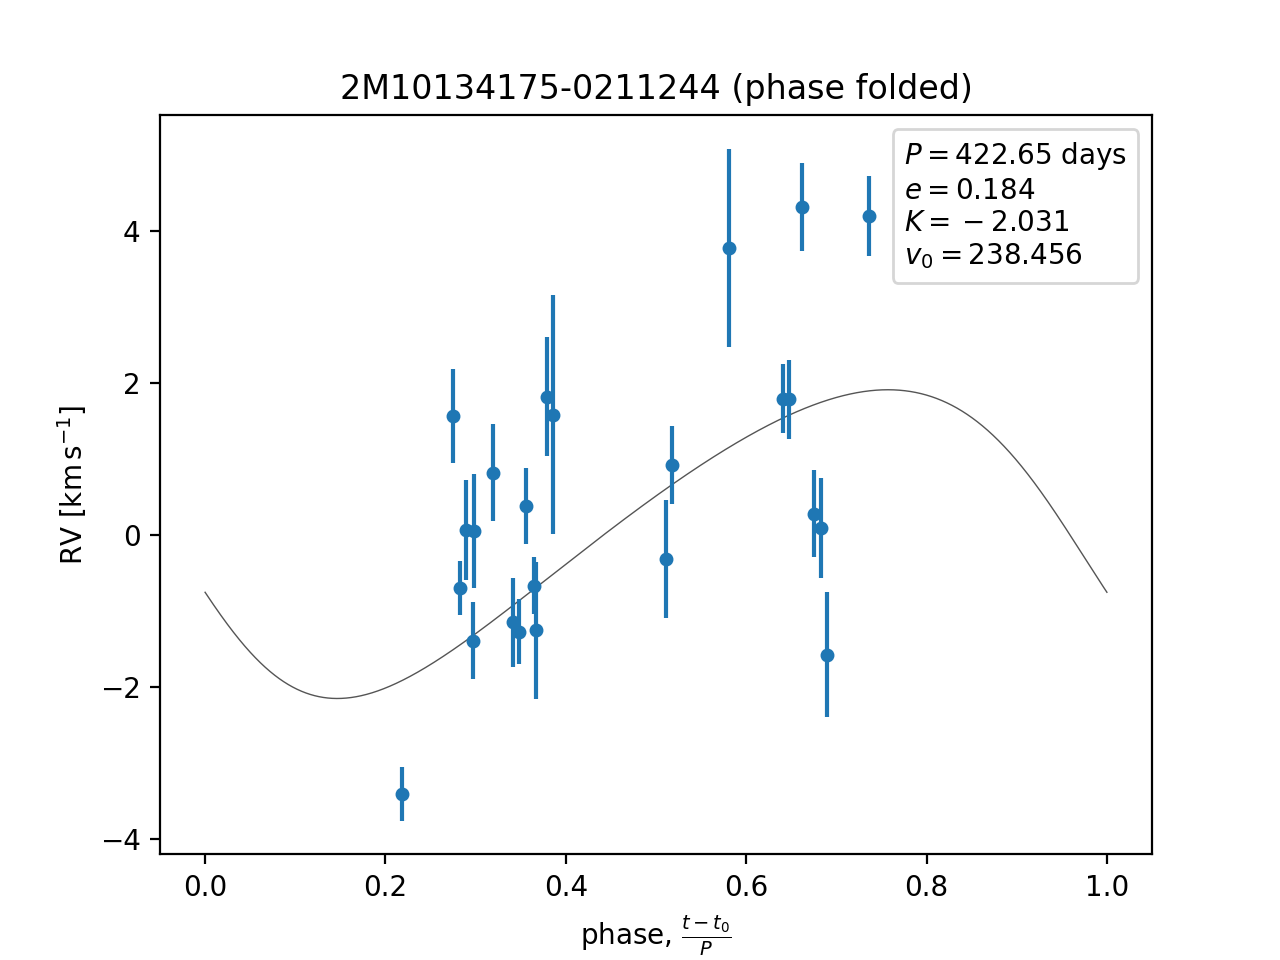 2M10134175-0211244 (phase folded)
P = 422.65 days
e = 0.184
K = −2.031
v₀ = 238.456
4
2
0
−2
−4
RV [km s⁻¹]
0.0 0.2 0.4 0.6 0.8 1.0
phase, (t − t₀)/P